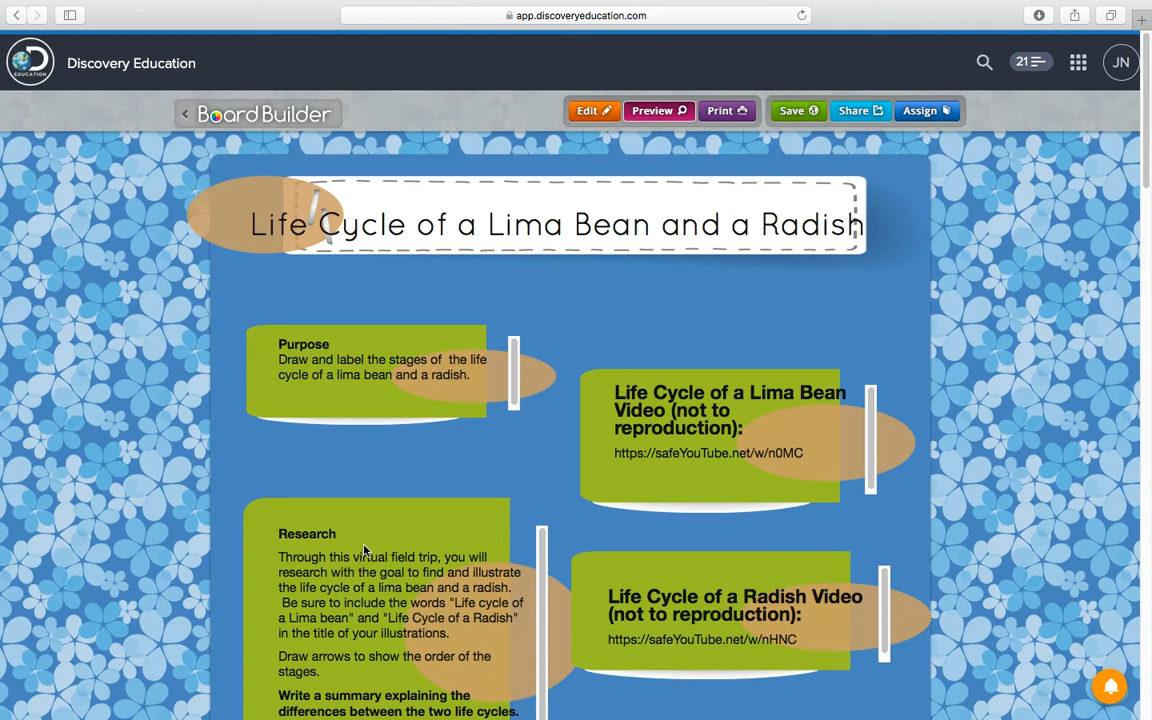 app.discoveryeducation.com
EDUCATION
Discovery Education
21
JN
Board Builder
Edit
Preview
Print
Save
Share
Assign
Life Cycle of a Lima Bean and a Radish
Purpose
Draw and label the stages of  the life
cycle of a lima bean and a radish.
Life Cycle of a Lima Bean
Video (not to
reproduction):
https://safeYouTube.net/w/n0MC
Research
Through this virtual field trip, you will
research with the goal to find and illustrate
the life cycle of a lima bean and a radish.
Be sure to include the words "Life cycle of
a Lima bean" and "Life Cycle of a Radish"
in the title of your illustrations.
Draw arrows to show the order of the
stages.
Write a summary explaining the
differences between the two life cycles.
Life Cycle of a Radish Video
(not to reproduction):
https://safeYouTube.net/w/nHNC